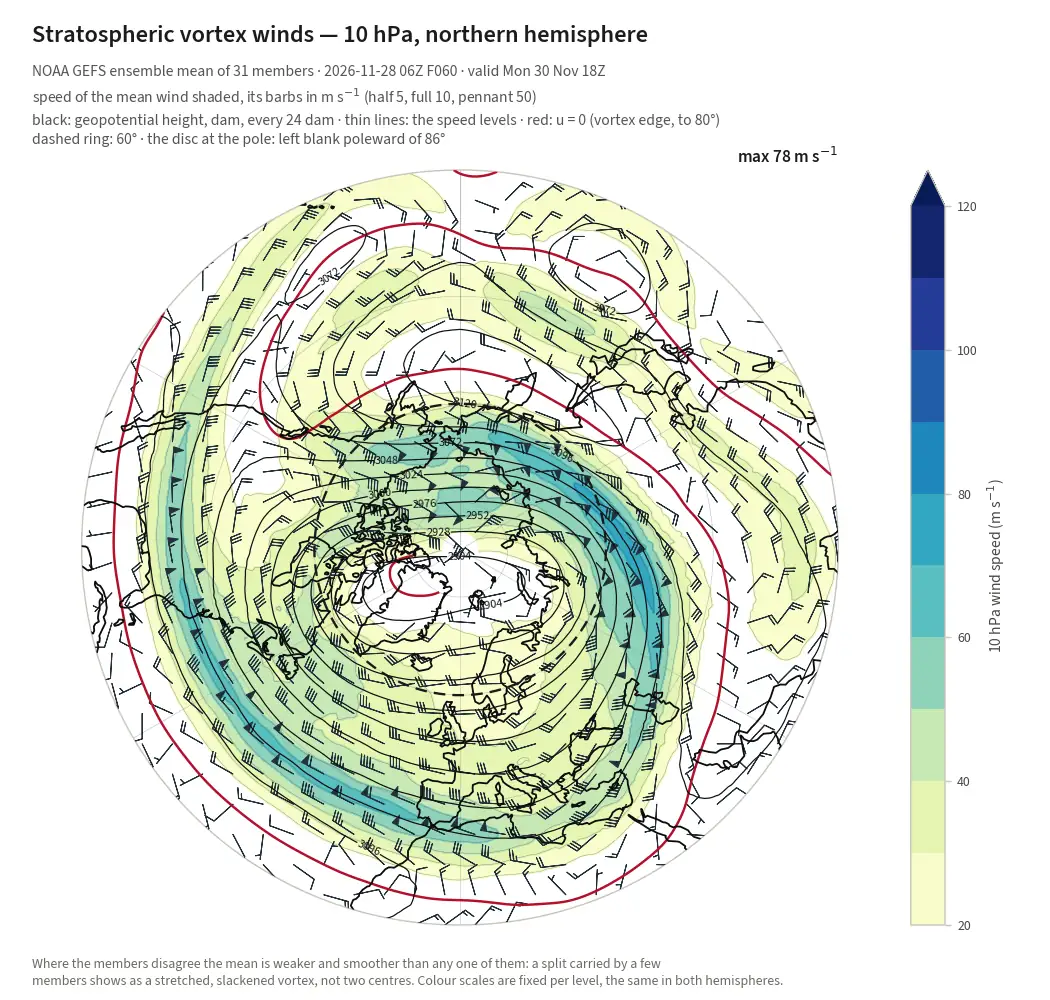 Stratospheric vortex winds — 10 hPa, northern hemisphere
NOAA GEFS ensemble mean of 31 members · 2026-11-28 06Z F060 · valid Mon 30 Nov 18Z
speed of the mean wind shaded, its barbs in m s⁻¹ (half 5, full 10, pennant 50)
black: geopotential height, dam, every 24 dam · thin lines: the speed levels · red: u = 0 (vortex edge, to 80°)
dashed ring: 60° · the disc at the pole: left blank poleward of 86°
max 78 m s⁻¹
120
100
80
60
40
20
10 hPa wind speed (m s⁻¹)
3072
3072
3120
3072
3096
3048
3024
3000
2976
2952
2928
2904
2904
3096
Where the members disagree the mean is weaker and smoother than any one of them: a split carried by a few
members shows as a stretched, slackened vortex, not two centres. Colour scales are fixed per level, the same in both hemispheres.